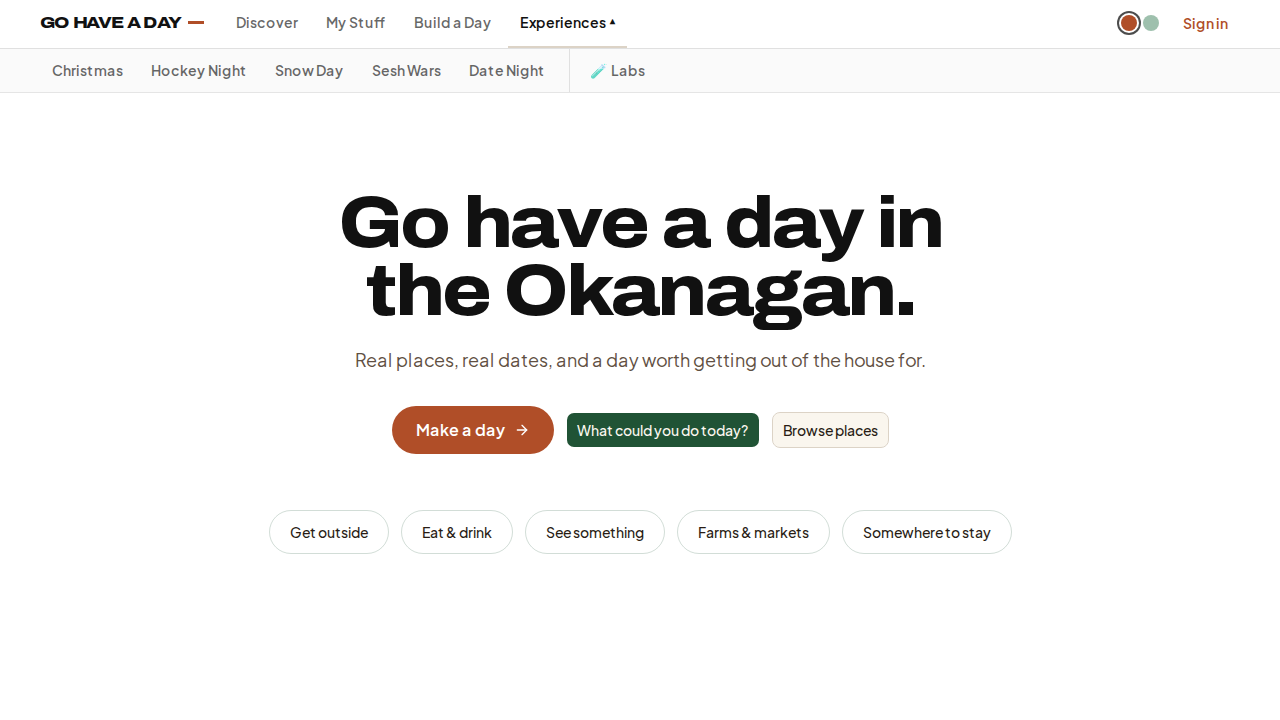 GO HAVE A DAY
Discover
My Stuff
Build a Day
Experiences ▴
Sign in
Christmas
Hockey Night
Snow Day
Sesh Wars
Date Night
🧪 Labs
Go have a day in
the Okanagan.
Real places, real dates, and a day worth getting out of the house for.
Make a day →
What could you do today?
Browse places
Get outside
Eat & drink
See something
Farms & markets
Somewhere to stay